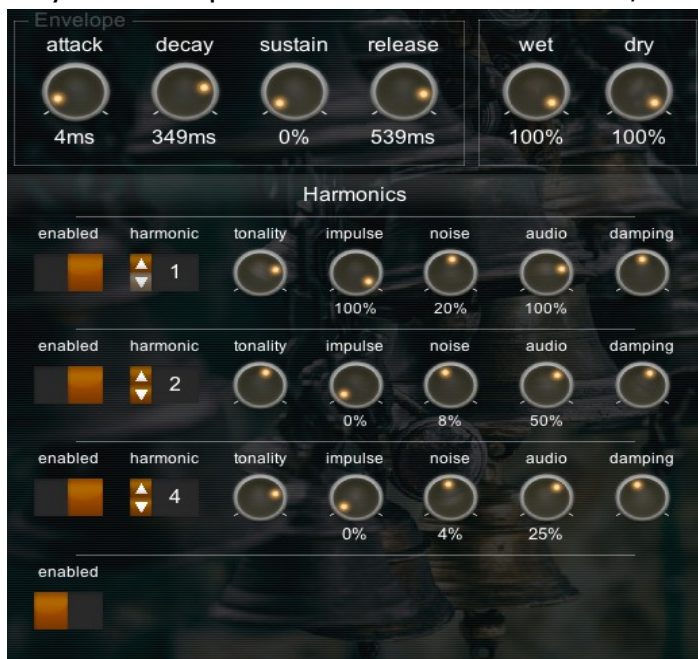 Envelope
attack decay sustain release wet dry
4ms 349ms 0% 539ms 100% 100%
Harmonics
enabled harmonic tonality impulse noise audio damping
1
100% 20% 100%
enabled harmonic tonality impulse noise audio damping
2
0% 8% 50%
enabled harmonic tonality impulse noise audio damping
4
0% 4% 25%
enabled